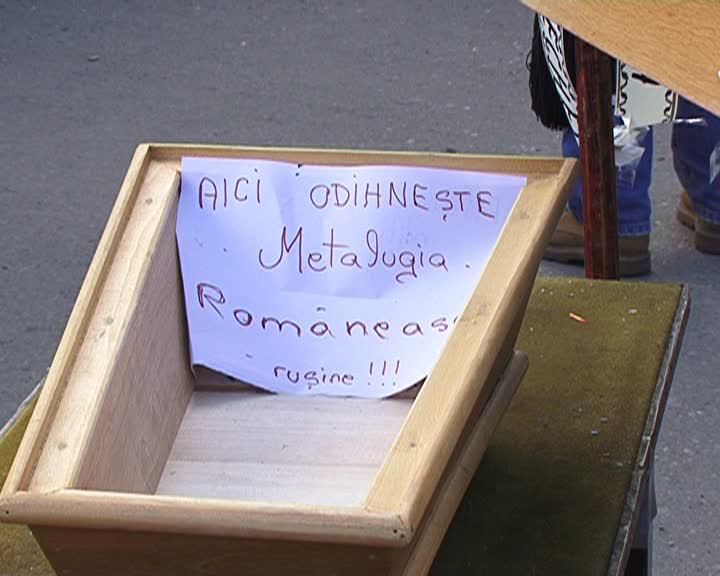 AICI ODIHNEȘTE
Metalugia
Româneas
rușine !!!